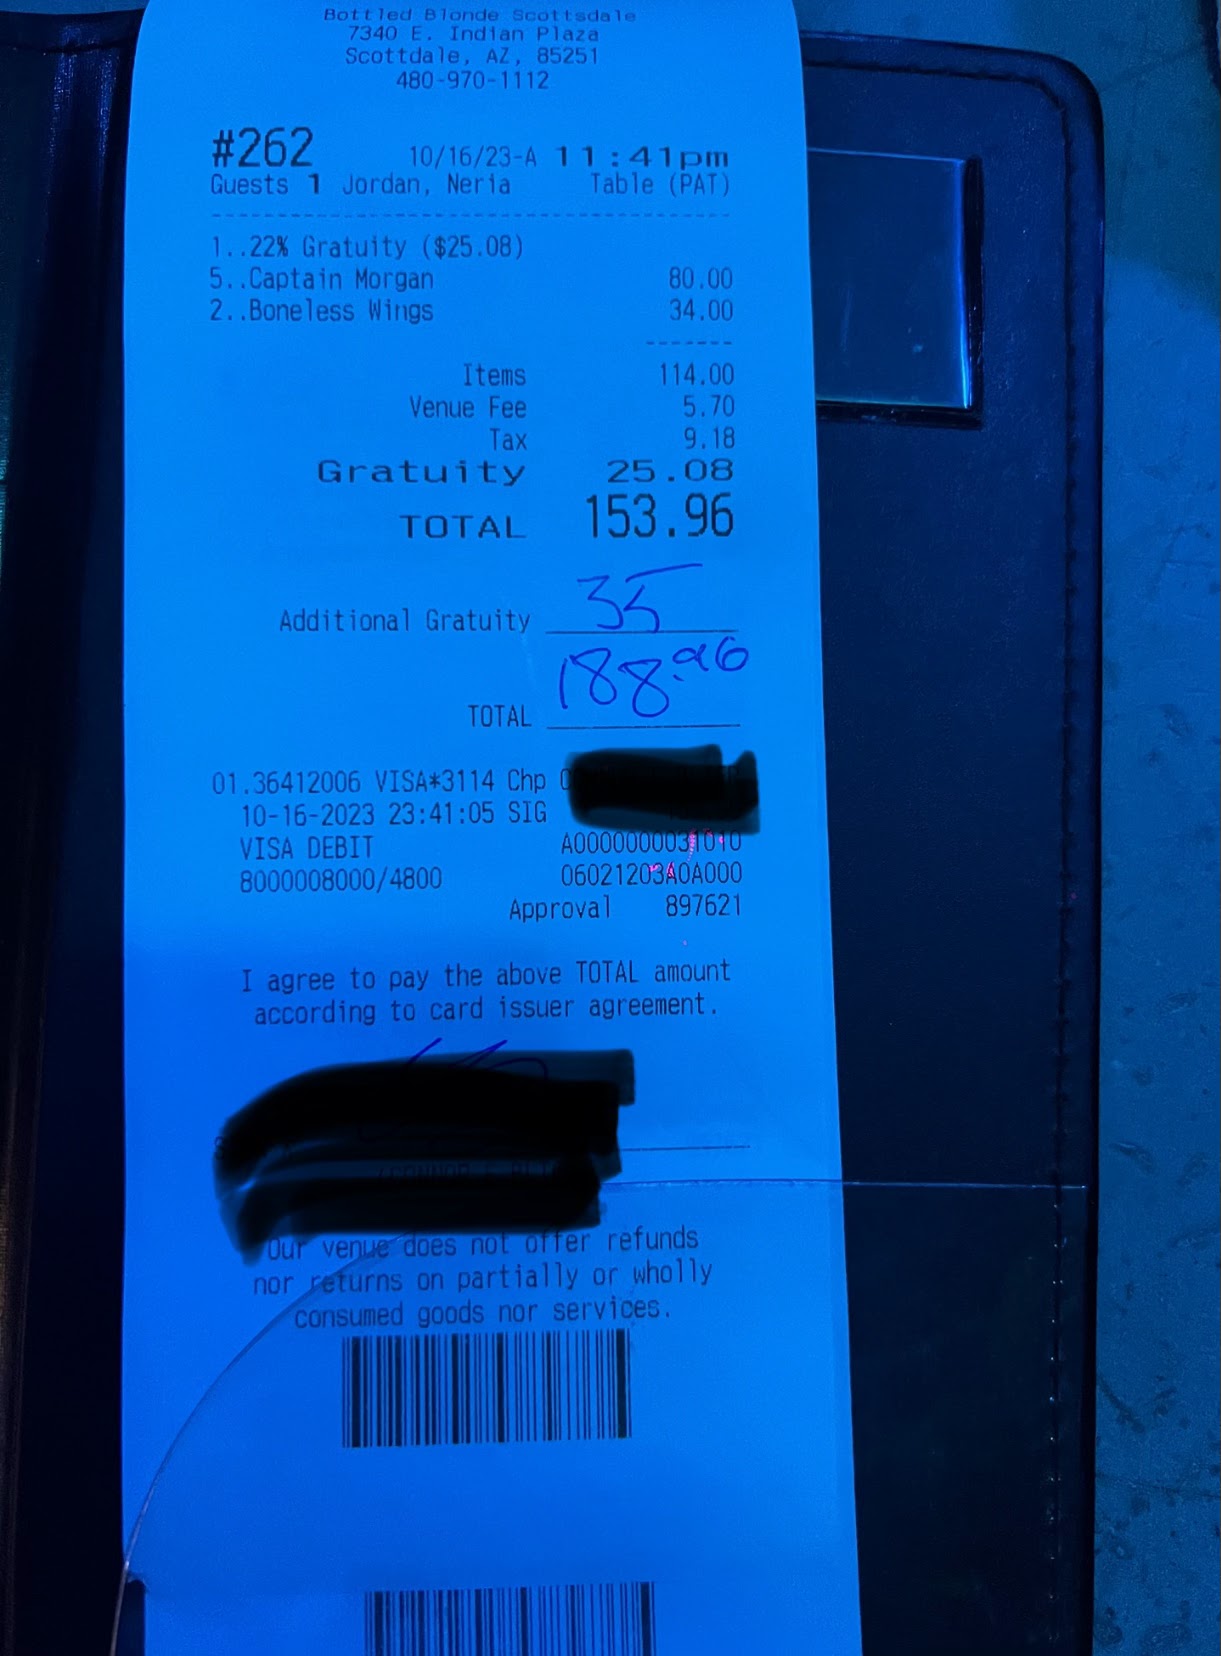 Bottled Blonde Scottsdale
7340 E. Indian Plaza
Scottdale, AZ, 85251
480-970-1112
#262 10/16/23-A 11:41pm
Guests 1 Jordan, Neria Table (PAT)
1..22% Gratuity ($25.08)
5..Captain Morgan 80.00
2..Boneless Wings 34.00
Items 114.00
Venue Fee 5.70
Tax 9.18
Gratuity 25.08
TOTAL 153.96
Additional Gratuity 35
TOTAL 188.96
01.36412006 VISA*3114 Chp
10-16-2023 23:41:05 SIG
VISA DEBIT A0000000031010
8000008000/4800 06021203A0A000
Approval 897621
I agree to pay the above TOTAL amount
according to card issuer agreement.
Our venue does not offer refunds
nor returns on partially or wholly
consumed goods nor services.